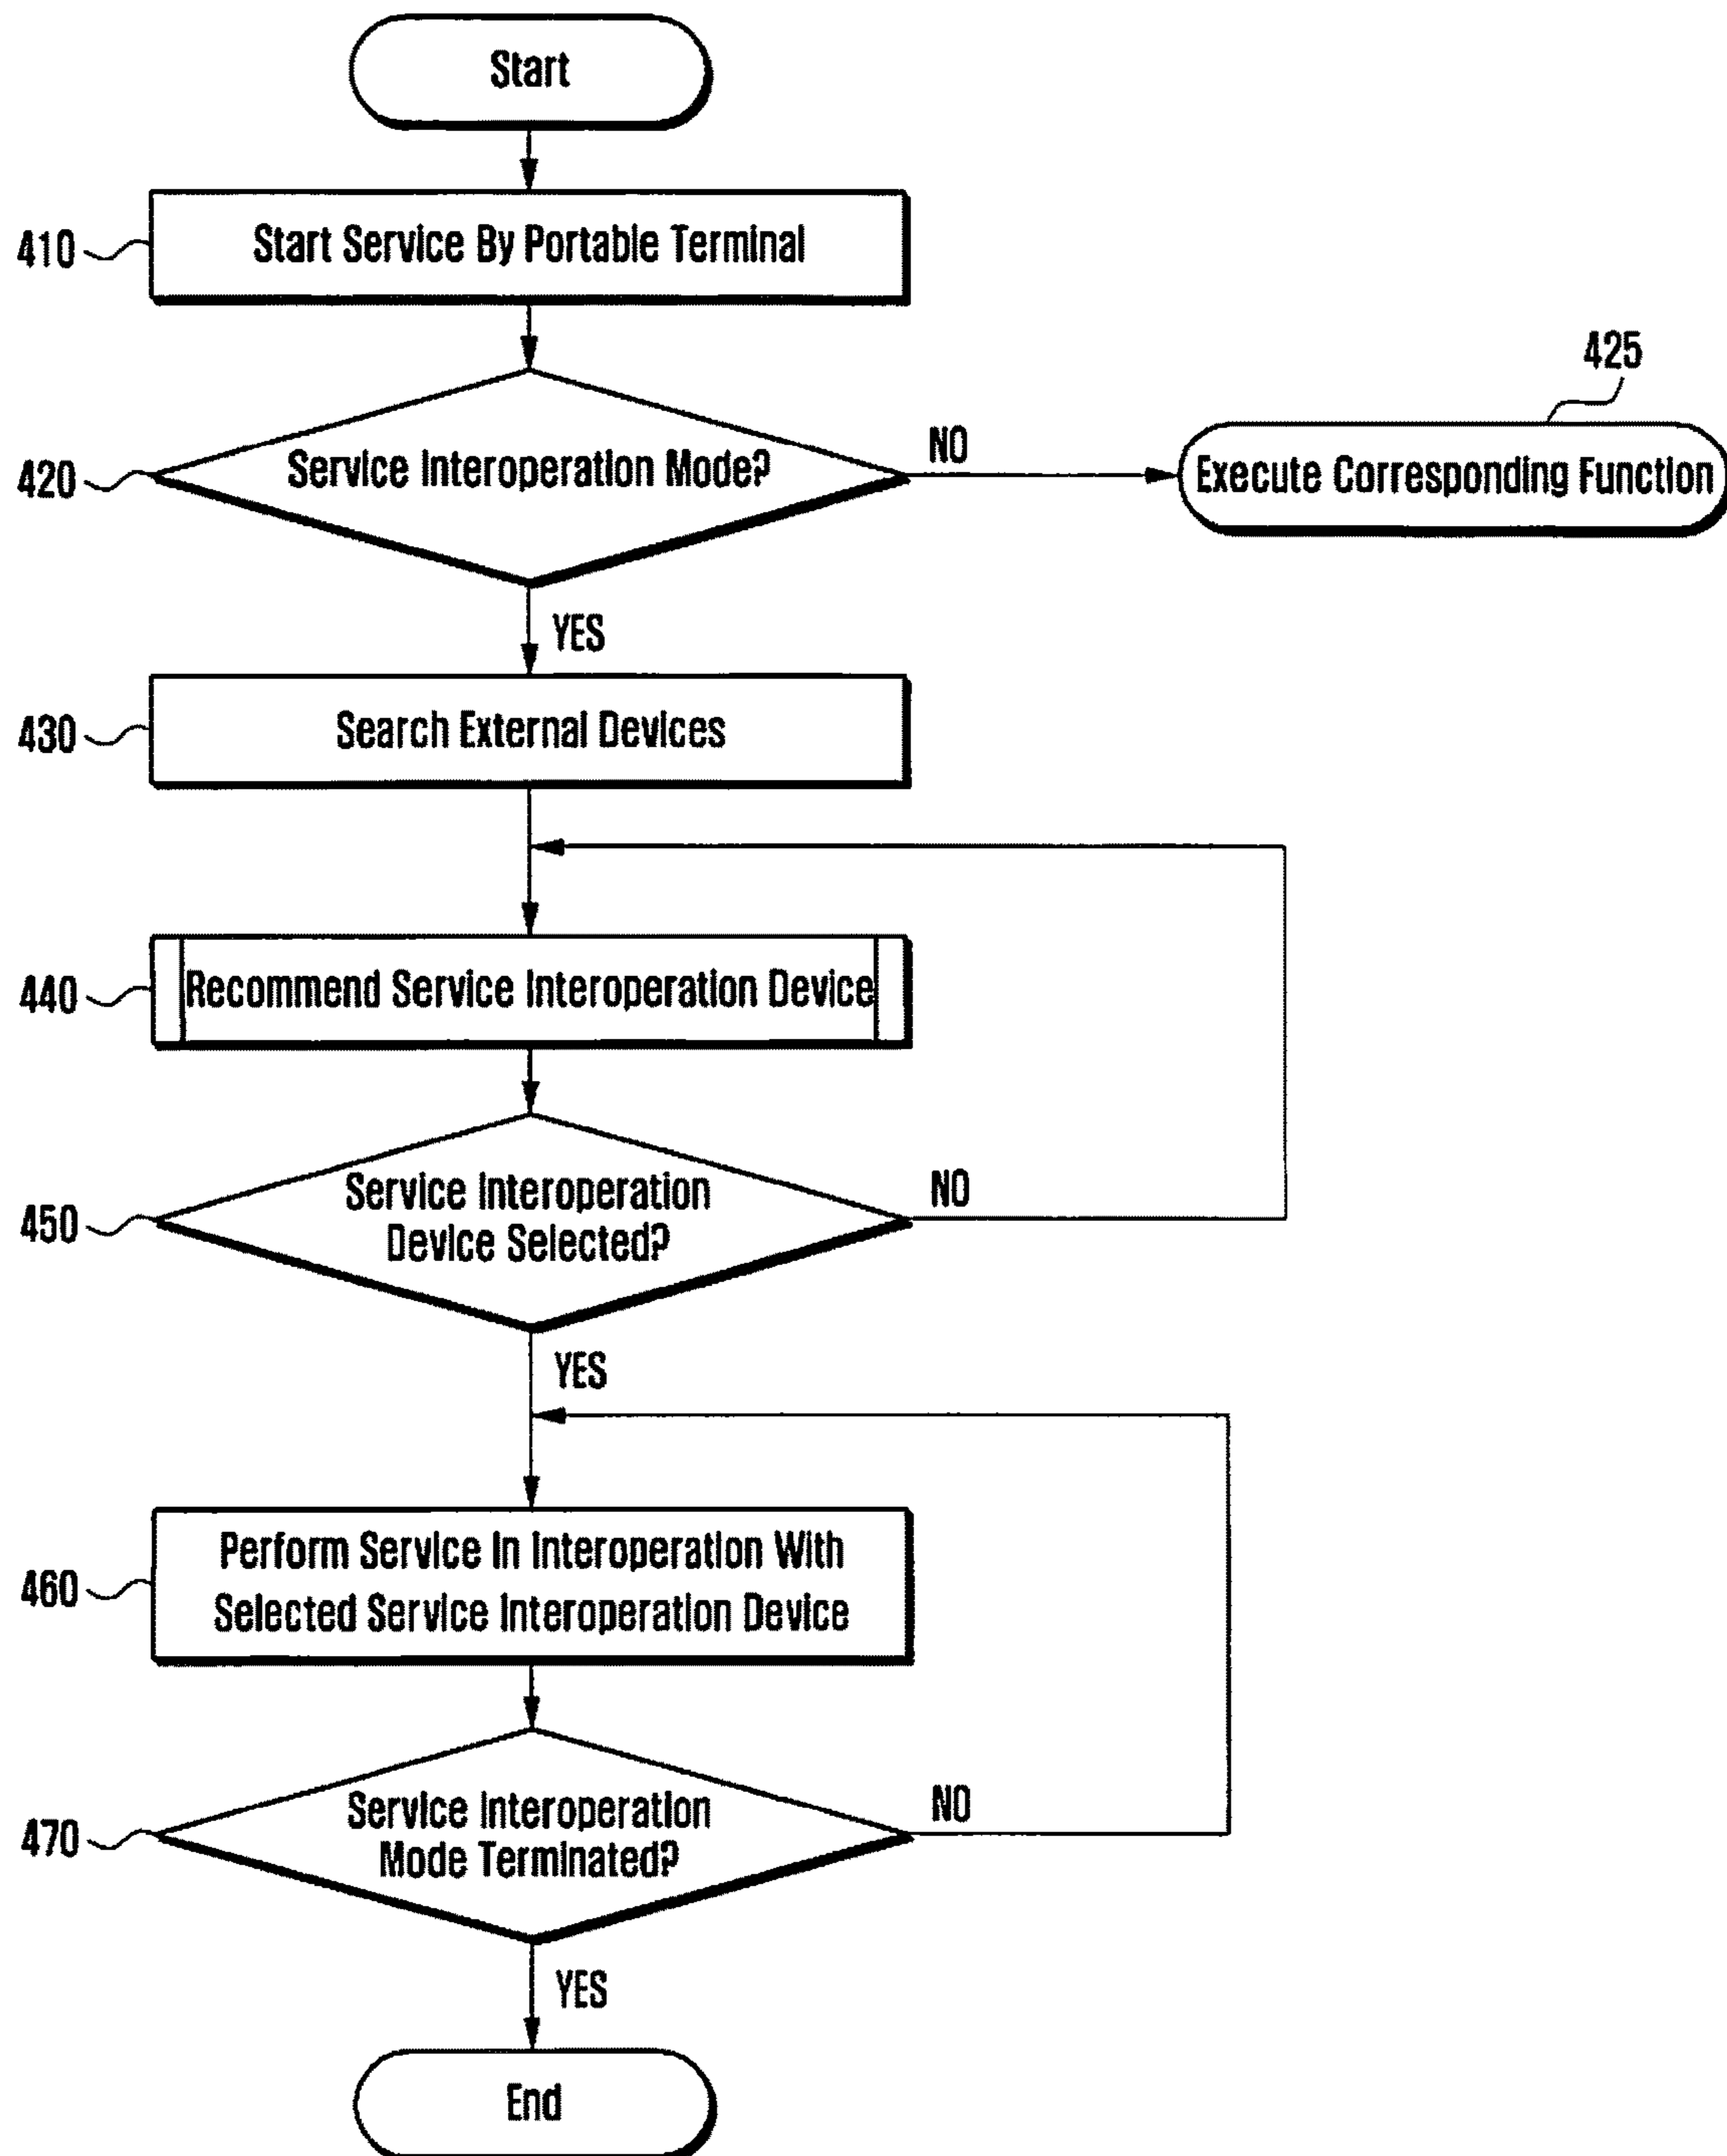 Start
410
Start Service By Portable Terminal
425
420
Service Interoperation Mode?
NO
Execute Corresponding Function
YES
430
Search External Devices
440
Recommend Service Interoperation Device
450
Service Interoperation
Device Selected?
NO
YES
460
Perform Service In Interoperation With
Selected Service Interoperation Device
470
Service Interoperation
Mode Terminated?
NO
YES
End